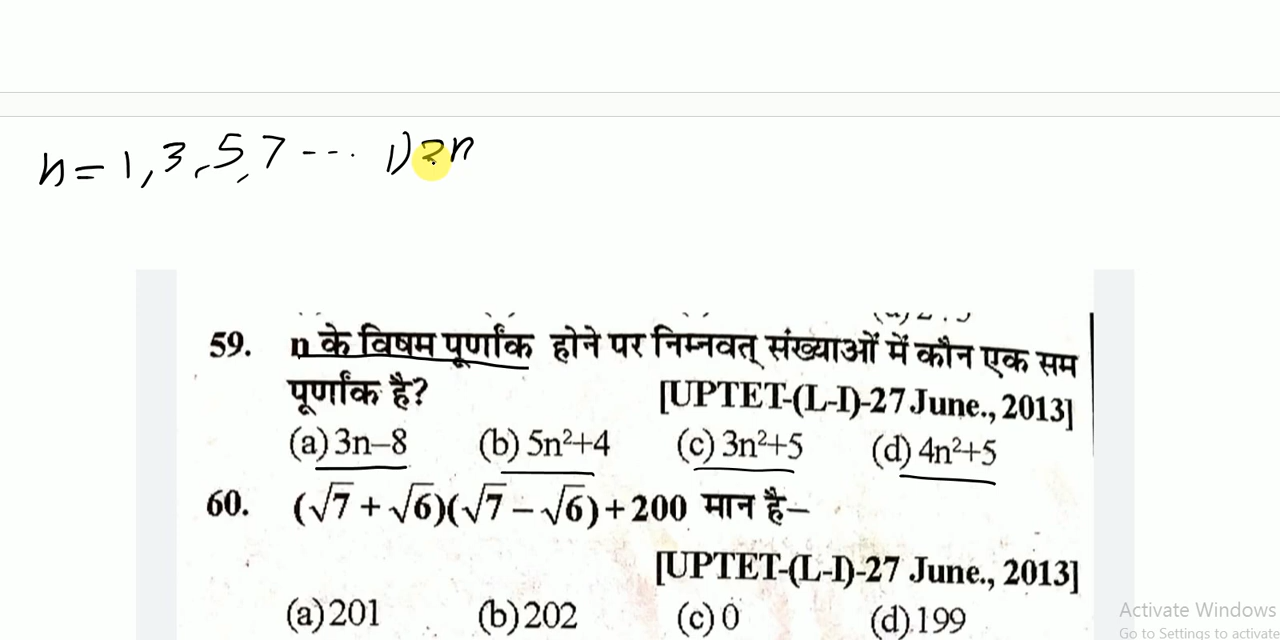 n = 1, 3, 5, 7 --- 1) 2n
59. n के विषम पूर्णांक होने पर निम्नवत् संख्याओं में कौन एक सम
पूर्णांक है? [UPTET-(L-I)-27 June., 2013]
(a) 3n–8 (b) 5n²+4 (c) 3n²+5 (d) 4n²+5
60. (√7 + √6)(√7 – √6) + 200 मान है–
[UPTET-(L-I)-27 June., 2013]
(a) 201 (b) 202 (c) 0 (d) 199
Activate Windows
Go to Settings to activate